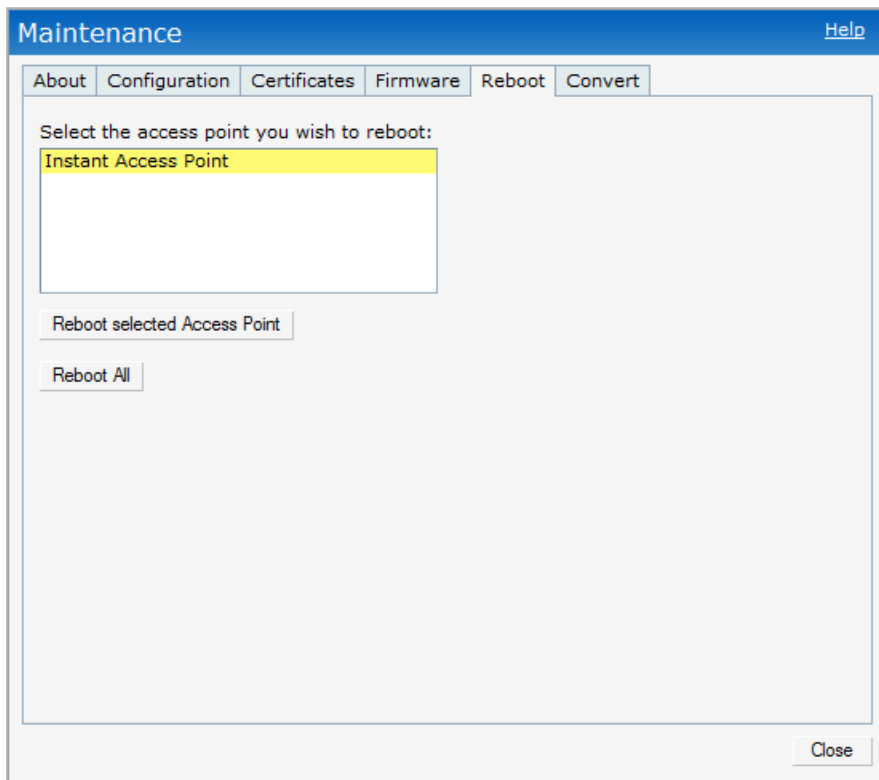 Maintenance
Help
About Configuration Certificates Firmware Reboot Convert
Select the access point you wish to reboot:
Instant Access Point
Reboot selected Access Point
Reboot All
Close